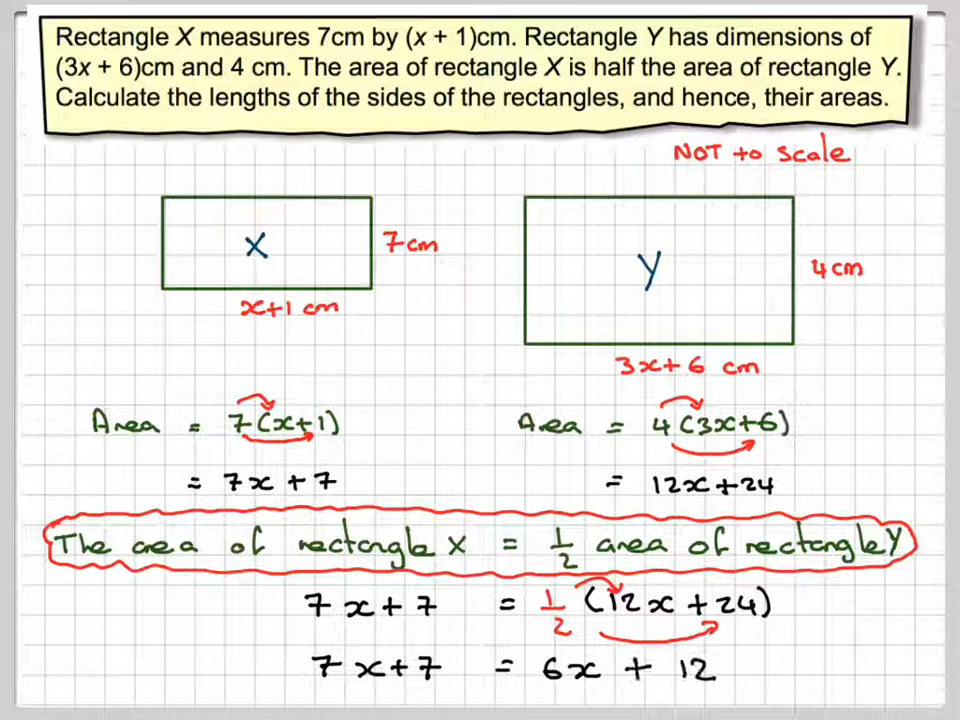 Rectangle X measures 7cm by (x + 1)cm. Rectangle Y has dimensions of
(3x + 6)cm and 4 cm. The area of rectangle X is half the area of rectangle Y.
Calculate the lengths of the sides of the rectangles, and hence, their areas.
NOT to scale
X
7cm
x+1 cm
Y
4cm
3x+6 cm
Area = 7(x+1)
= 7x+7
Area = 4(3x+6)
= 12x+24
The area of rectangle X = 1/2 area of rectangle Y
7x+7 = 1/2 (12x+24)
7x+7 = 6x + 12